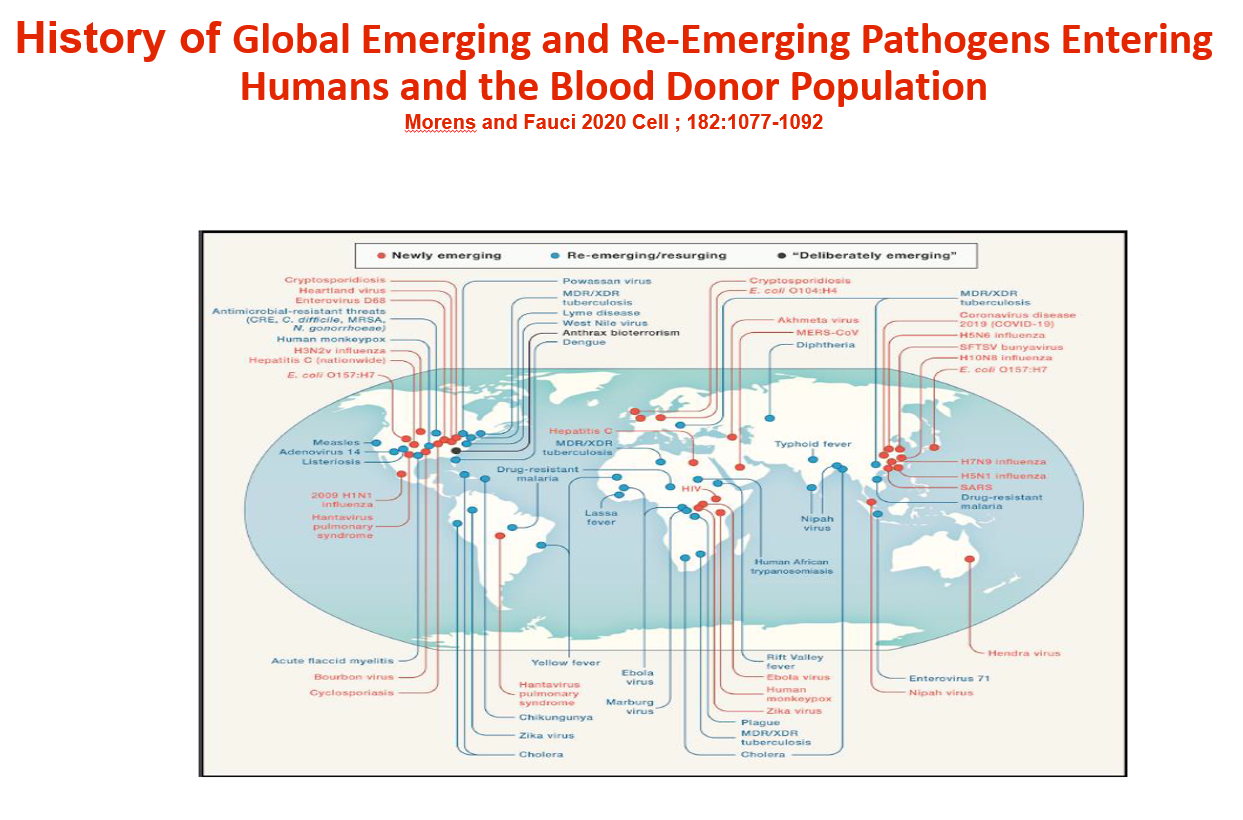 History of Global Emerging and Re-Emerging Pathogens Entering
Humans and the Blood Donor Population
Morens and Fauci 2020 Cell ; 182:1077-1092
Newly emerging
Re-emerging/resurging
"Deliberately emerging"
Cryptosporidiosis
Heartland virus
Enterovirus D68
Antimicrobial-resistant threats
(CRE, C. difficile, MRSA,
N. gonorrhoeae)
Human monkeypox
H3N2v influenza
Hepatitis C (nationwide)
E. coli O157:H7
Powassan virus
MDR/XDR
tuberculosis
Lyme disease
West Nile virus
Anthrax bioterrorism
Dengue
Cryptosporidiosis
E. coli O104:H4
Akhmeta virus
MERS-CoV
Diphtheria
MDR/XDR
tuberculosis
Coronavirus disease
2019 (COVID-19)
H5N6 influenza
SFTSV bunyavirus
H10N8 influenza
E. coli O157:H7
Measles
Adenovirus 14
Listeriosis
2009 H1N1
influenza
Hantavirus
pulmonary
syndrome
Hepatitis C
MDR/XDR
tuberculosis
Drug-resistant
malaria
Lassa
fever
HIV
Typhoid fever
Nipah
virus
Human African
trypanosomiasis
H7N9 influenza
H5N1 influenza
SARS
Drug-resistant
malaria
Hendra virus
Acute flaccid myelitis
Bourbon virus
Cyclosporiasis
Yellow fever
Hantavirus
pulmonary
syndrome
Chikungunya
Zika virus
Cholera
Ebola
virus
Marburg
virus
Rift Valley
fever
Ebola virus
Human
monkeypox
Zika virus
Plague
MDR/XDR
tuberculosis
Cholera
Enterovirus 71
Nipah virus